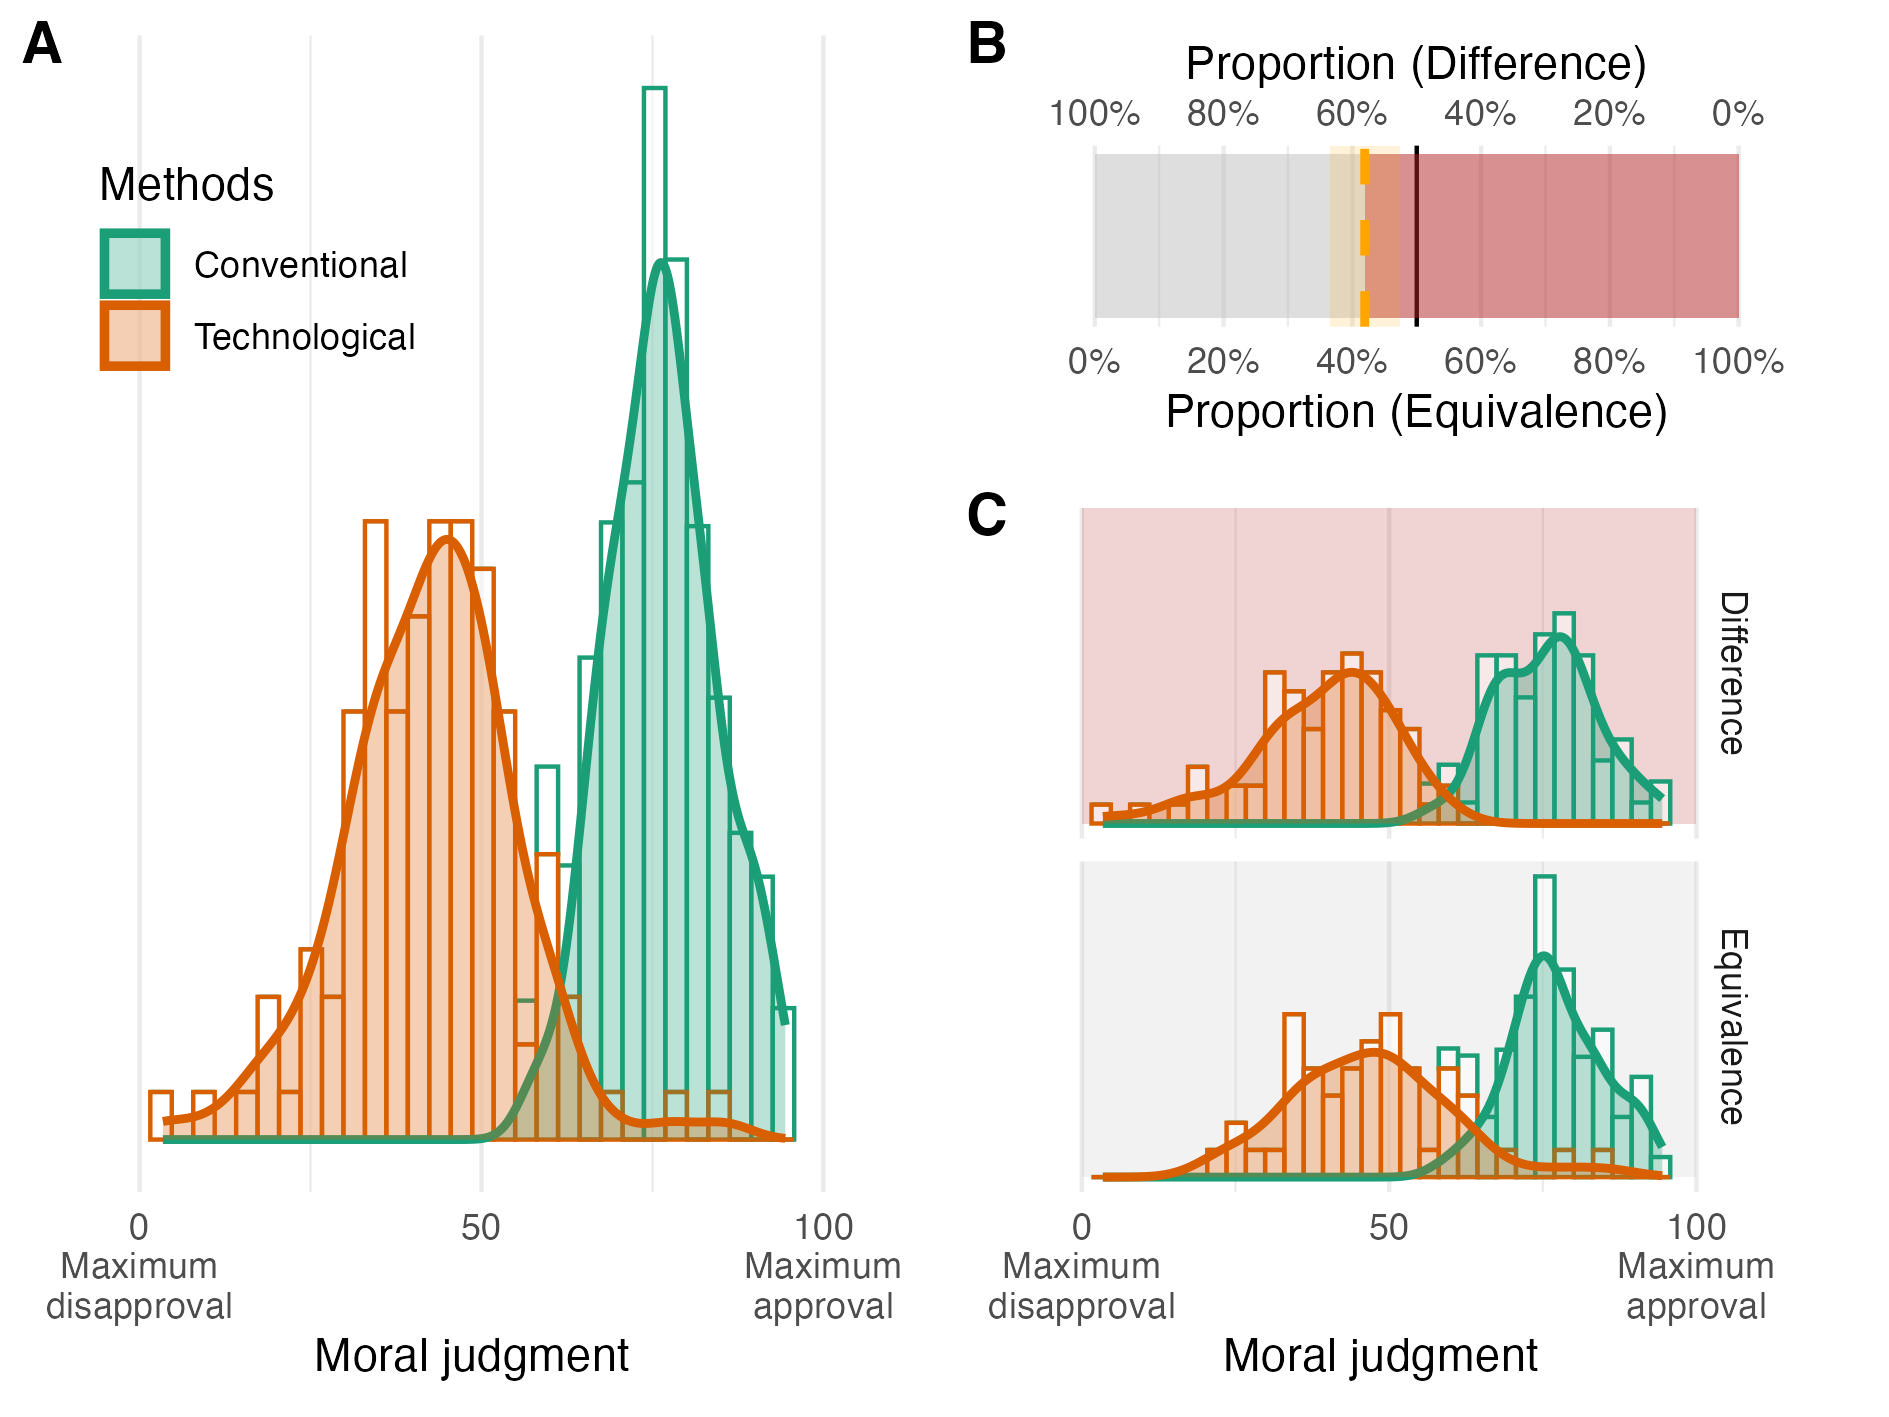 A
Methods
Conventional
Technological
0 50 100
Maximum disapproval
Maximum approval
Moral judgment
B
Proportion (Difference)
100% 80% 60% 40% 20% 0%
0% 20% 40% 60% 80% 100%
Proportion (Equivalence)
C
Difference
Equivalence
0 50 100
Maximum disapproval
Maximum approval
Moral judgment